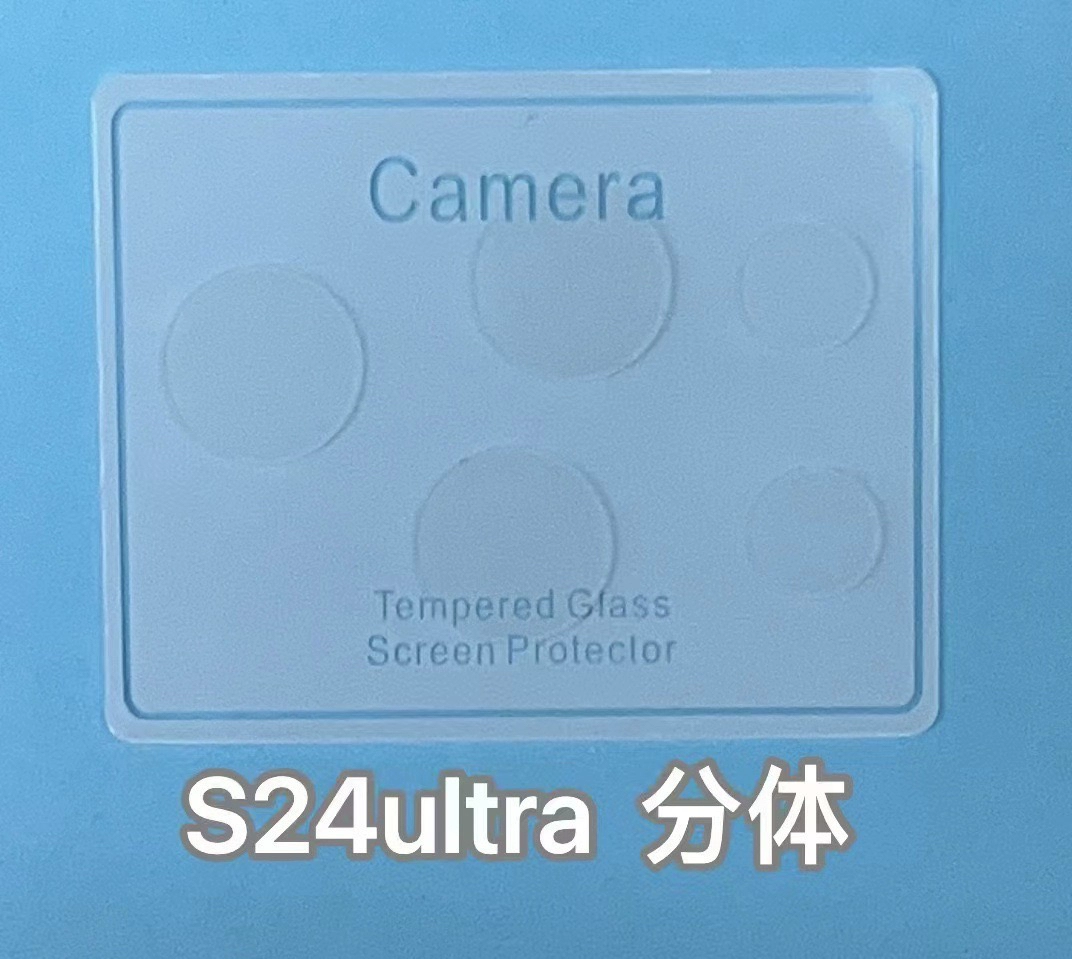 Camera
Tempered Glass
Screen Protector
S24ultra 分体